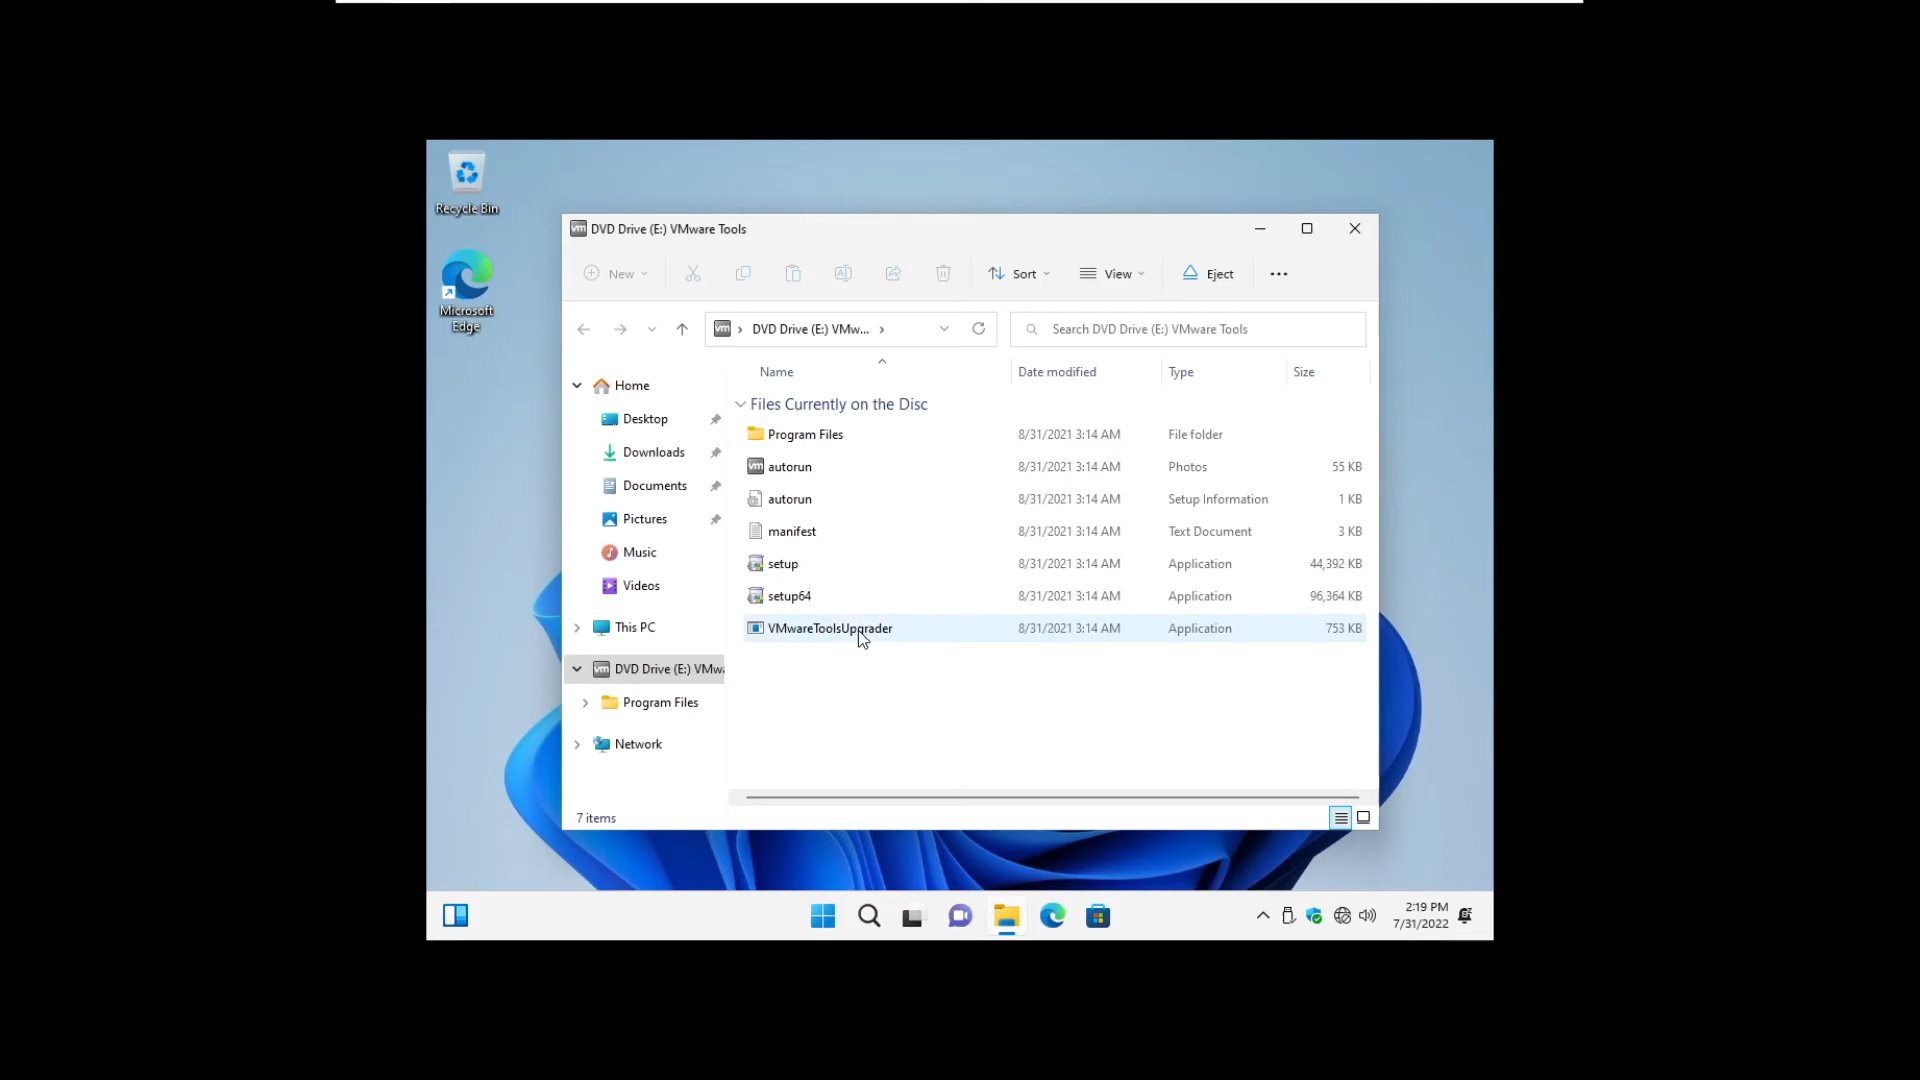 Recycle Bin
Microsoft
Edge
vm DVD Drive (E:) VMware Tools
New
Sort
View
Eject
vm DVD Drive (E:) VMw...
Search DVD Drive (E:) VMware Tools
Name Date modified Type Size
Files Currently on the Disc
Program Files 8/31/2021 3:14 AM File folder
vm autorun 8/31/2021 3:14 AM Photos 55 KB
autorun 8/31/2021 3:14 AM Setup Information 1 KB
manifest 8/31/2021 3:14 AM Text Document 3 KB
setup 8/31/2021 3:14 AM Application 44,392 KB
setup64 8/31/2021 3:14 AM Application 96,364 KB
VMwareToolsUpgrader 8/31/2021 3:14 AM Application 753 KB
Home
Desktop
Downloads
Documents
Pictures
Music
Videos
This PC
vm DVD Drive (E:) VMwa
Program Files
Network
7 items
2:19 PM
7/31/2022